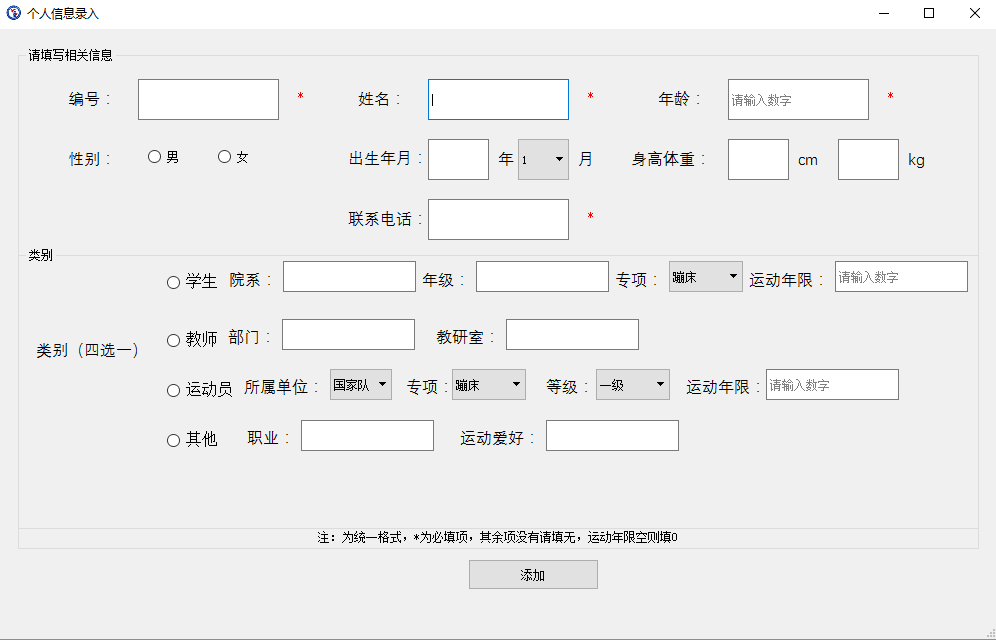 个人信息录入
请填写相关信息
编号： * 姓名： * 年龄： 请输入数字 *
性别： 男 女 出生年月： 年 1 月 身高体重： cm kg
联系电话： *
类别
学生 院系： 年级： 专项： 蹦床 运动年限： 请输入数字
教师 部门： 教研室：
类别（四选一）
运动员 所属单位： 国家队 专项： 蹦床 等级： 一级 运动年限： 请输入数字
其他 职业： 运动爱好：
注：为统一格式，*为必填项，其余项没有请填无，运动年限空则填0
添加